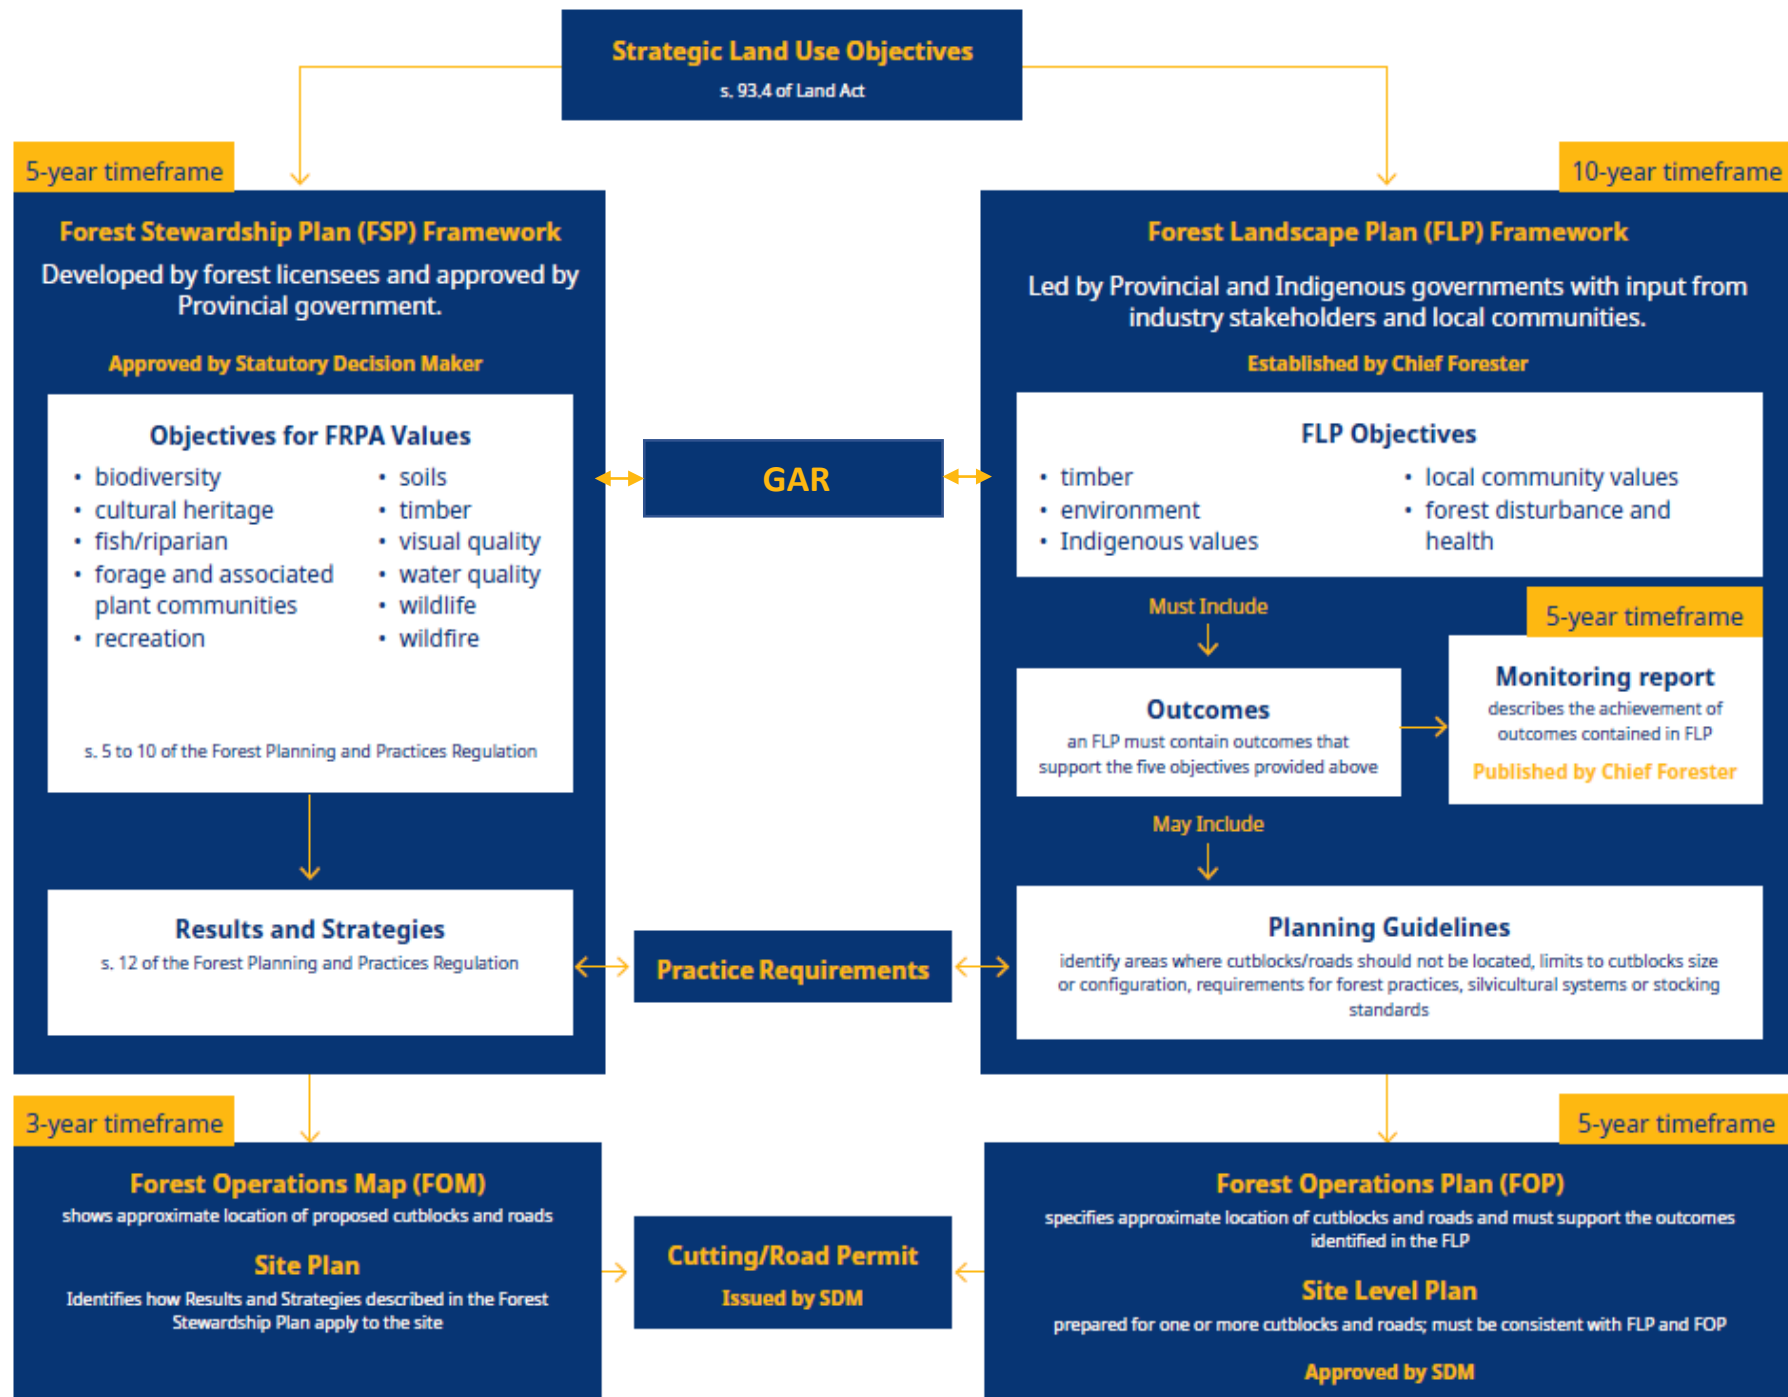 Strategic Land Use Objectives
s. 93.4 of Land Act
5-year timeframe
Forest Stewardship Plan (FSP) Framework
Developed by forest licensees and approved by
Provincial government.
Approved by Statutory Decision Maker
Objectives for FRPA Values
• biodiversity
• cultural heritage
• fish/riparian
• forage and associated
plant communities
• recreation
• soils
• timber
• visual quality
• water quality
• wildlife
• wildfire
s. 5 to 10 of the Forest Planning and Practices Regulation
Results and Strategies
s. 12 of the Forest Planning and Practices Regulation
GAR
Practice Requirements
10-year timeframe
Forest Landscape Plan (FLP) Framework
Led by Provincial and Indigenous governments with input from
industry stakeholders and local communities.
Established by Chief Forester
FLP Objectives
• timber
• environment
• Indigenous values
• local community values
• forest disturbance and
health
Must Include
Outcomes
an FLP must contain outcomes that
support the five objectives provided above
5-year timeframe
Monitoring report
describes the achievement of
outcomes contained in FLP
Published by Chief Forester
May Include
Planning Guidelines
identify areas where cutblocks/roads should not be located, limits to cutblocks size
or configuration, requirements for forest practices, silvicultural systems or stocking
standards
3-year timeframe
Forest Operations Map (FOM)
shows approximate location of proposed cutblocks and roads
Site Plan
Identifies how Results and Strategies described in the Forest
Stewardship Plan apply to the site
Cutting/Road Permit
Issued by SDM
5-year timeframe
Forest Operations Plan (FOP)
specifies approximate location of cutblocks and roads and must support the outcomes
identified in the FLP
Site Level Plan
prepared for one or more cutblocks and roads; must be consistent with FLP and FOP
Approved by SDM